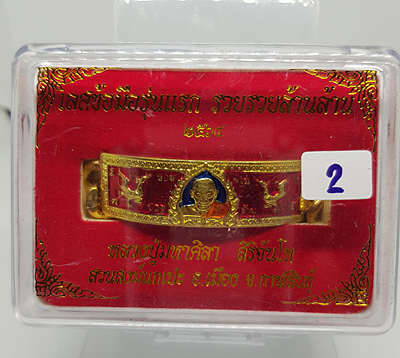 เลสข้อมือรุ่นแรก รวยรวยล้านล้าน
๒๕๖๔
2
หลวงปู่มหาศิลา สิริจันโท
สวนสงฆ์นกเปะ อ.เมือง จ.กาฬสินธุ์